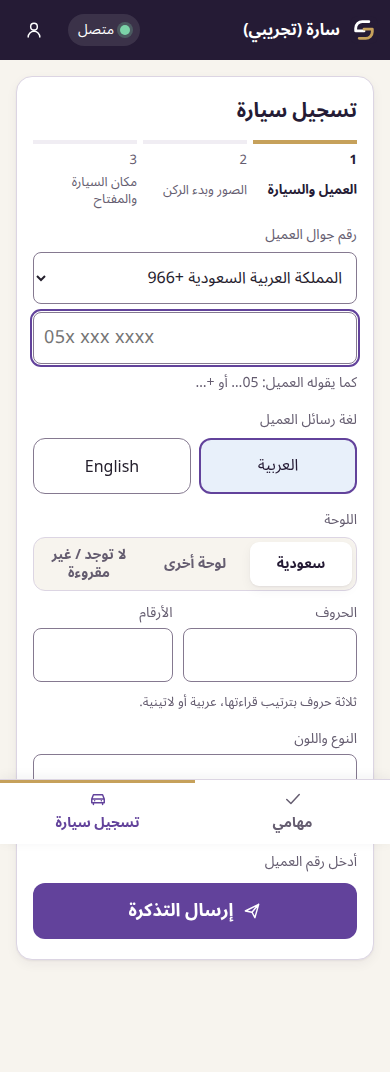 سارة (تجريبي)
متصل
تسجيل سيارة
1
2
3
العميل والسيارة
الصور وبدء الركن
مكان السيارة والمفتاح
رقم جوال العميل
المملكة العربية السعودية +966
05x xxx xxxx
كما يقوله العميل: 05... أو +...
لغة رسائل العميل
العربية
English
اللوحة
سعودية
لوحة أخرى
لا توجد / غير مقروءة
الحروف
الأرقام
ثلاثة حروف بترتيب قراءتها، عربية أو لاتينية.
النوع واللون
مهامي
تسجيل سيارة
أدخل رقم العميل
إرسال التذكرة